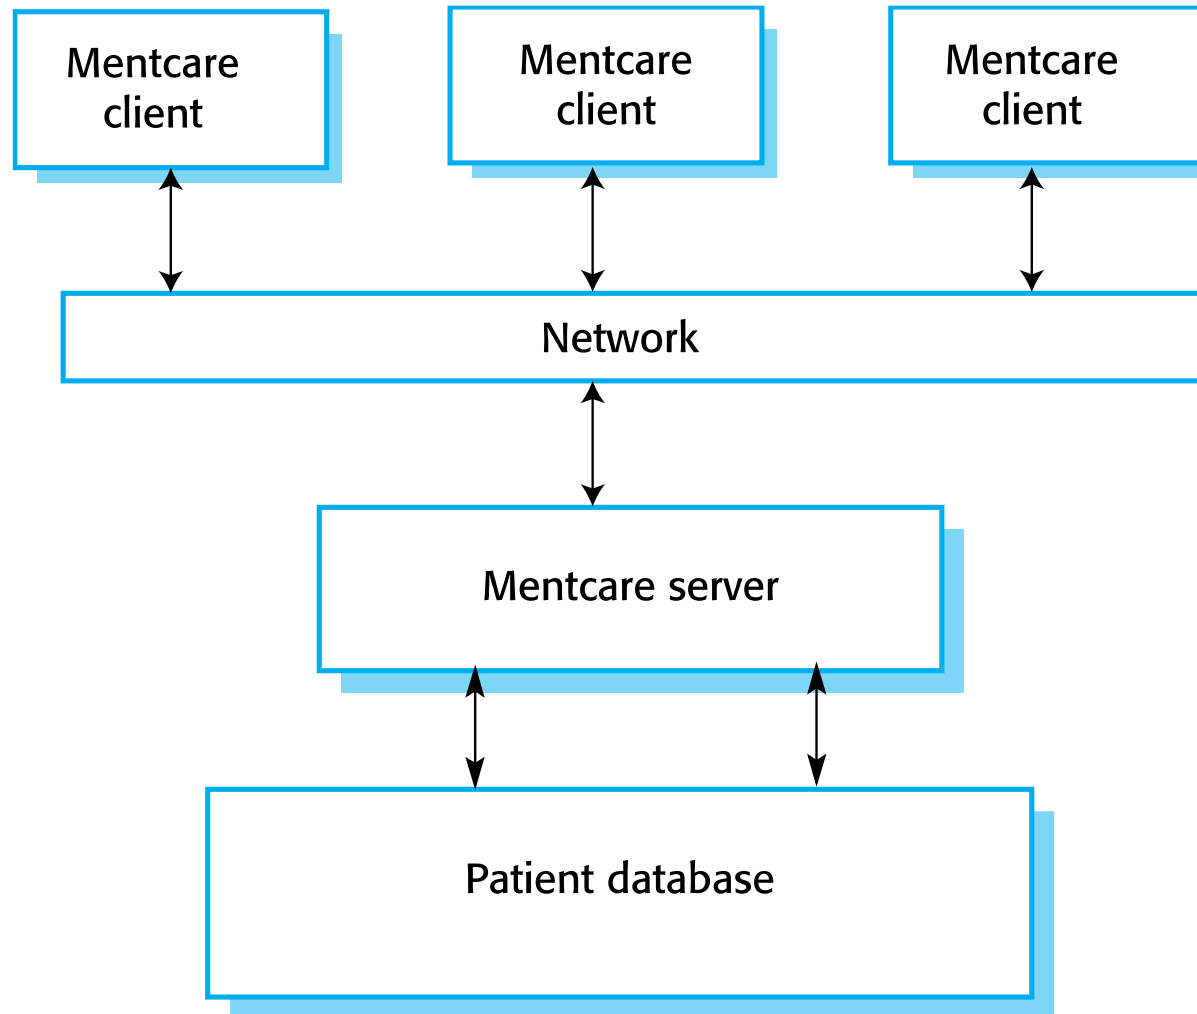 Mentcare
client
Mentcare
client
Mentcare
client
Network
Mentcare server
Patient database